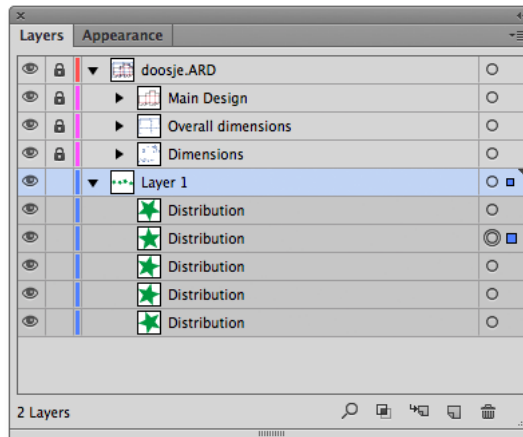 Layers Appearance
doosje.ARD
Main Design
Overall dimensions
Dimensions
Layer 1
Distribution
Distribution
Distribution
Distribution
Distribution
2 Layers